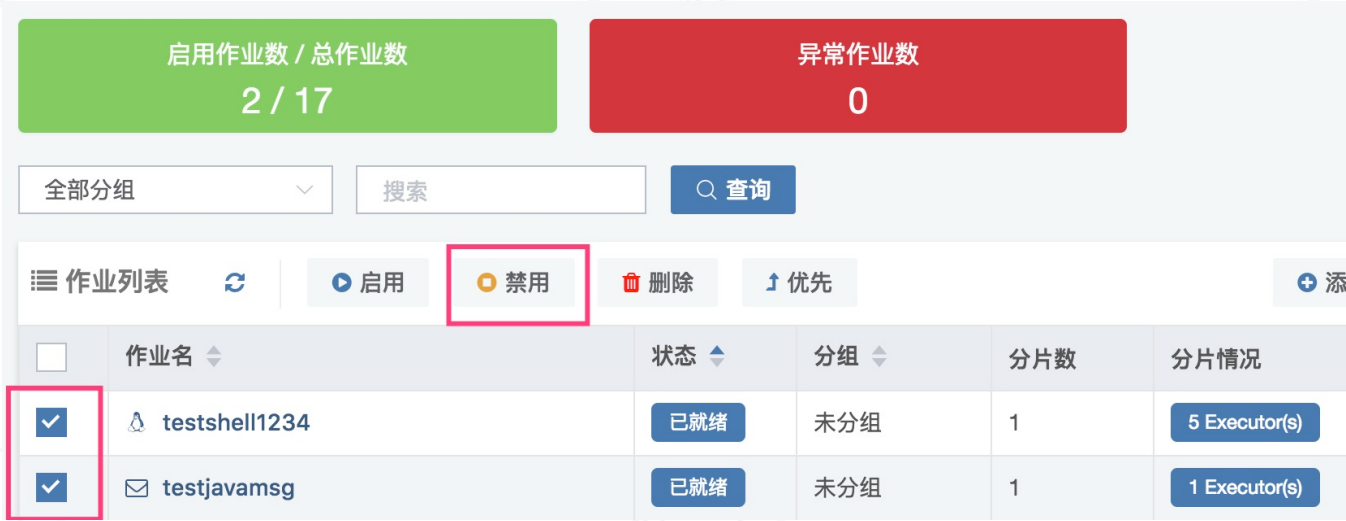 启用作业数 / 总作业数
异常作业数
2 / 17
0
全部分组
搜索
查询
作业列表
启用
禁用
删除
优先
添
作业名
状态
分组
分片数
分片情况
testshell1234
已就绪
未分组
1
5 Executor(s)
testjavamsg
已就绪
未分组
1
1 Executor(s)